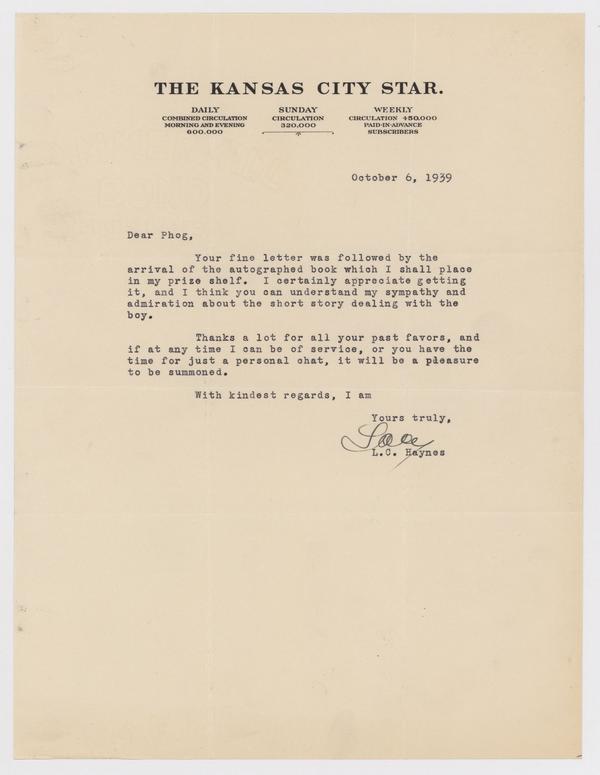 THE KANSAS CITY STAR.
DAILY
COMBINED CIRCULATION
MORNING AND EVENING
600,000
SUNDAY
CIRCULATION
320,000
WEEKLY
CIRCULATION 450,000
PAID-IN-ADVANCE
SUBSCRIBERS
October 6, 1939
Dear Phog,
Your fine letter was followed by the
arrival of the autographed book which I shall place
in my prize shelf. I certainly appreciate getting
it, and I think you can understand my sympathy and
admiration about the short story dealing with the
boy.
Thanks a lot for all your past favors, and
if at any time I can be of service, or you have the
time for just a personal chat, it will be a pleasure
to be summoned.
With kindest regards, I am
Yours truly,
L.C. Haynes